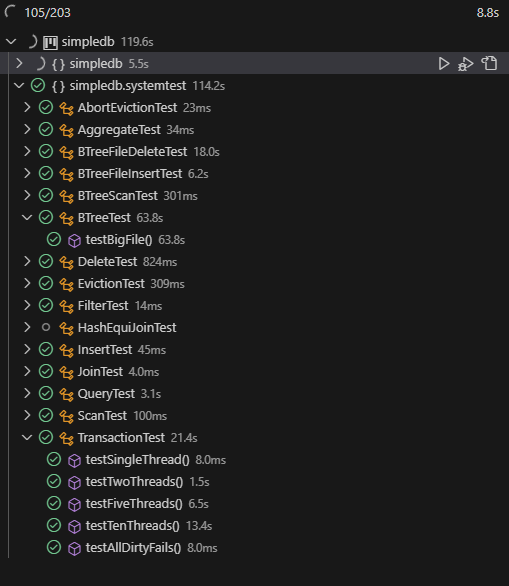 105/203 8.8s
simpledb 119.6s
{ } simpledb 5.5s
{ } simpledb.systemtest 114.2s
AbortEvictionTest 23ms
AggregateTest 34ms
BTreeFileDeleteTest 18.0s
BTreeFileInsertTest 6.2s
BTreeScanTest 301ms
BTreeTest 63.8s
testBigFile() 63.8s
DeleteTest 824ms
EvictionTest 309ms
FilterTest 14ms
HashEquiJoinTest
InsertTest 45ms
JoinTest 4.0ms
QueryTest 3.1s
ScanTest 100ms
TransactionTest 21.4s
testSingleThread() 8.0ms
testTwoThreads() 1.5s
testFiveThreads() 6.5s
testTenThreads() 13.4s
testAllDirtyFails() 8.0ms